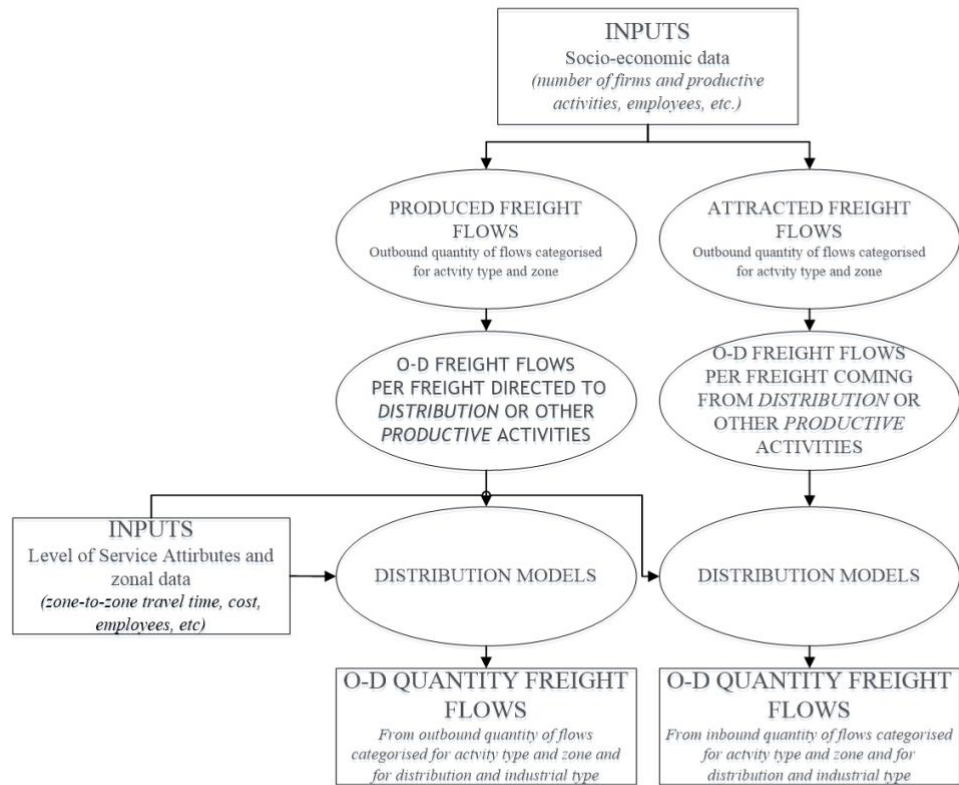 INPUTS
Socio-economic data
(number of firms and productive
activities, employees, etc.)
PRODUCED FREIGHT
FLOWS
Outbound quantity of flows categorised
for actvity type and zone
ATTRACTED FREIGHT
FLOWS
Outbound quantity of flows categorised
for actvity type and zone
O-D FREIGHT FLOWS
PER FREIGHT DIRECTED TO
DISTRIBUTION OR OTHER
PRODUCTIVE ACTIVITIES
O-D FREIGHT FLOWS
PER FREIGHT COMING
FROM DISTRIBUTION OR
OTHER PRODUCTIVE
ACTIVITIES
INPUTS
Level of Service Attirbutes and
zonal data
(zone-to-zone travel time, cost,
employees, etc)
DISTRIBUTION MODELS
DISTRIBUTION MODELS
O-D QUANTITY FREIGHT
FLOWS
From outbound quantity of flows
categorised for actvity type and zone and
for distribution and industrial type
O-D QUANTITY FREIGHT
FLOWS
From inbound quantity of flows categorised
for actvity type and zone and for
distribution and industrial type